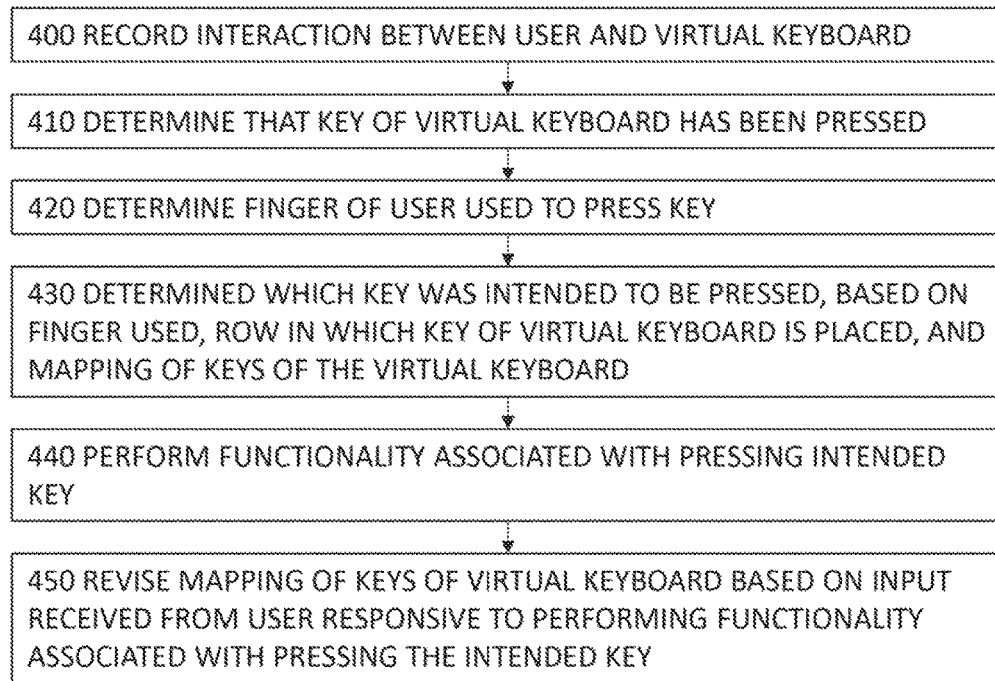 400 RECORD INTERACTION BETWEEN USER AND VIRTUAL KEYBOARD
410 DETERMINE THAT KEY OF VIRTUAL KEYBOARD HAS BEEN PRESSED
420 DETERMINE FINGER OF USER USED TO PRESS KEY
430 DETERMINED WHICH KEY WAS INTENDED TO BE PRESSED, BASED ON
FINGER USED, ROW IN WHICH KEY OF VIRTUAL KEYBOARD IS PLACED, AND
MAPPING OF KEYS OF THE VIRTUAL KEYBOARD
440 PERFORM FUNCTIONALITY ASSOCIATED WITH PRESSING INTENDED
KEY
450 REVISE MAPPING OF KEYS OF VIRTUAL KEYBOARD BASED ON INPUT
RECEIVED FROM USER RESPONSIVE TO PERFORMING FUNCTIONALITY
ASSOCIATED WITH PRESSING THE INTENDED KEY